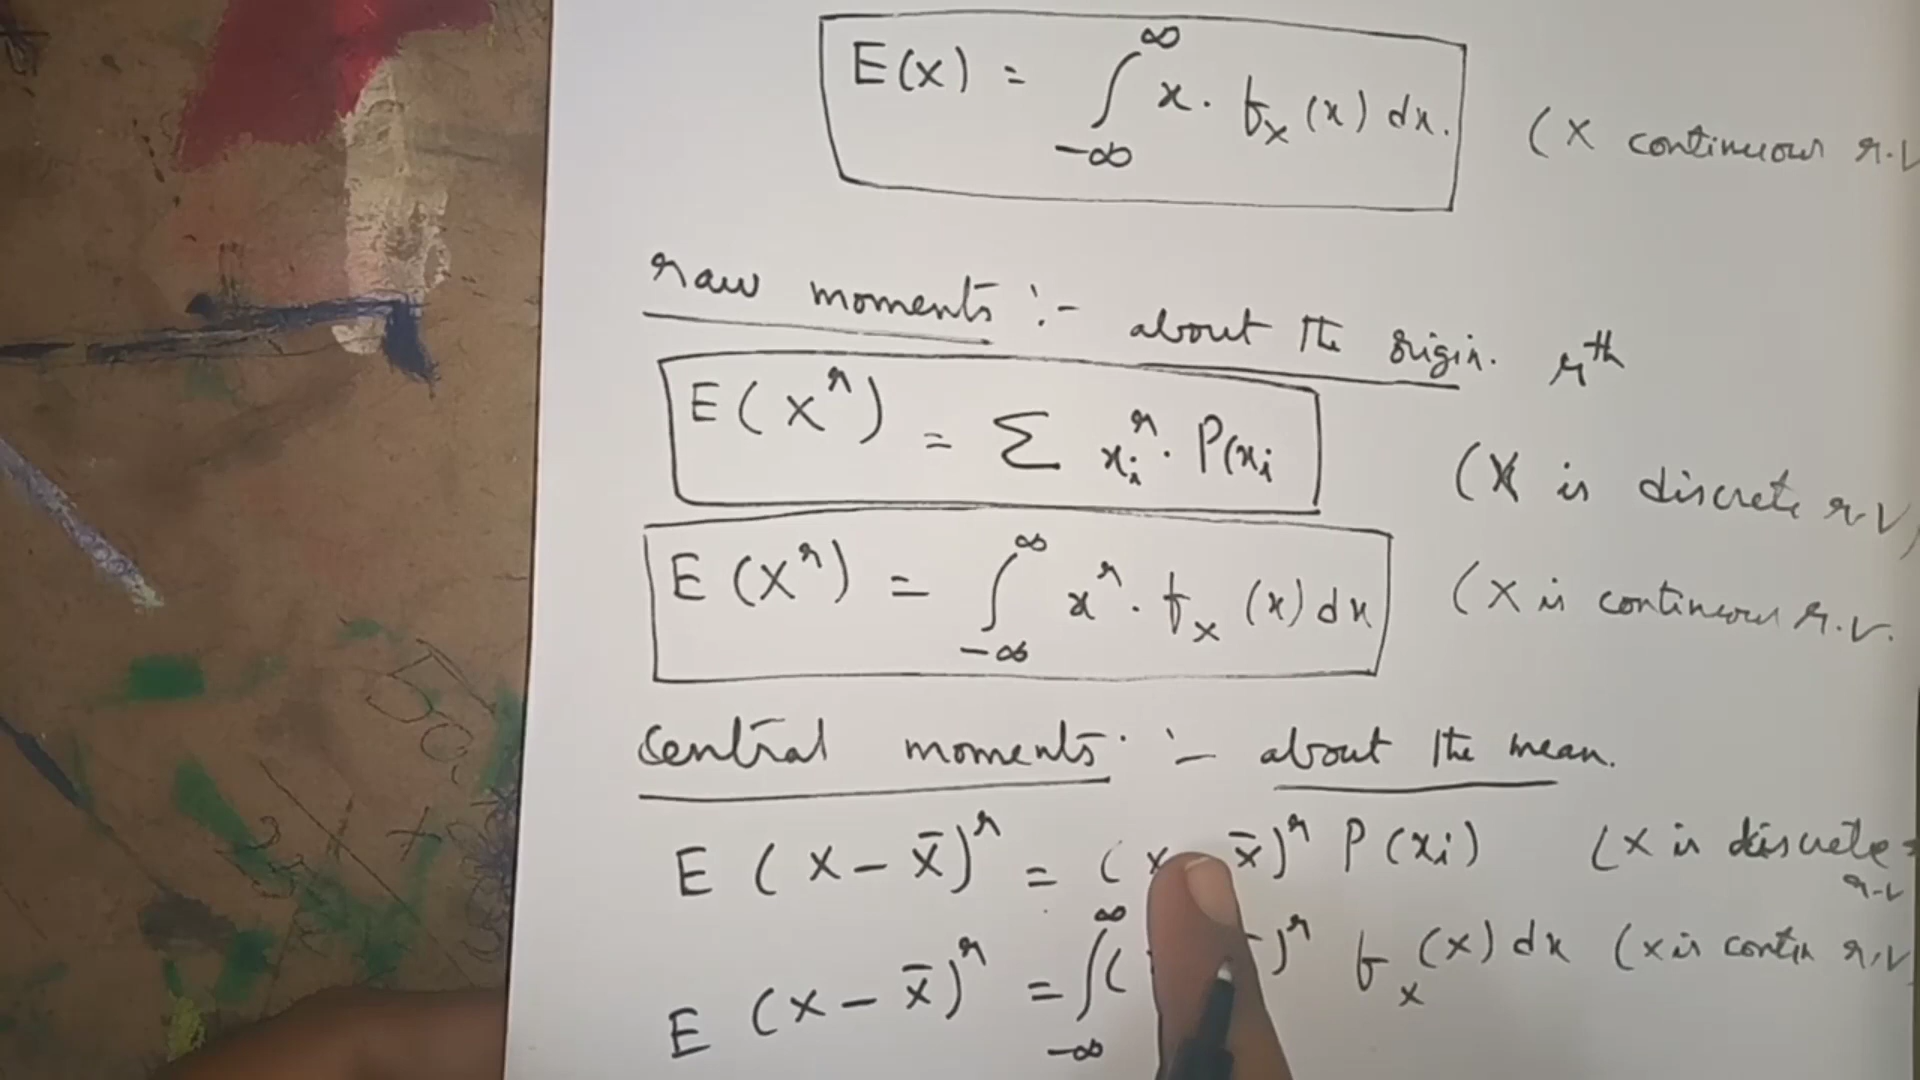 E(X) = ∫_{-∞}^{∞} x · f_X (x) dx. (X continuous r.v
raw moments :- about the origin. rth
E(X^r) = Σ x_i^r · P(x_i (X is discrete r.v)
E(X^r) = ∫_{-∞}^{∞} x^r · f_X (x) dx (X is continuous r.v.
Central moments :- about the mean.
E (x - x̄)^r = (x x̄)^r P(x_i) (X is discrete r.v
E (x - x̄)^r = ∫_{-∞}^{∞} ( )^r f_x (x) dx (x is contin r.v